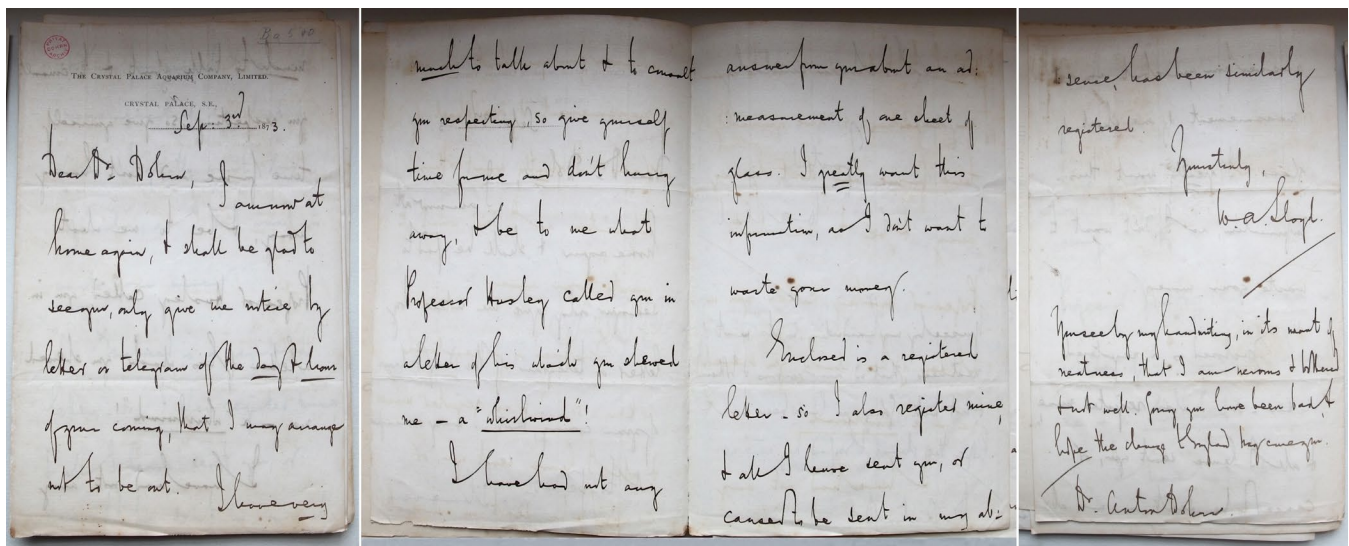 Ba 500
THE CRYSTAL PALACE AQUARIUM COMPANY, LIMITED.
CRYSTAL PALACE, S.E.,
Sep: 3rd 1873.
Dear Dr. Dohrn,
I am now at
home again, & shall be glad to
see you, only give me notice by
letter or telegram of the day & hour
of your coming, that I may arrange
not to be out. I have very
much to talk about & to consult
you respecting, so give yourself
time for me and don't hurry
away, & be to me what
Professor Huxley called you in
a letter of his which you shewed
me – a "whirlwind"!
I have had not any
answer from you about an ad:
:measurement of one sheet of
glass. I greatly want this
information, as I don't want to
waste your money.
Enclosed is a registered
letter – so I also registed mine,
& all I have sent you, or
caused to be sent in my ab=
sence, has been similarly
registered.
Yours truly,
W. A. Lloyd.
You see by my handwriting, in its want of
neatness, that I am nervous & bothered
& not well. Sorry you have been bad, &
hope the change to England may cure you.
Dr. Anton Dohrn.